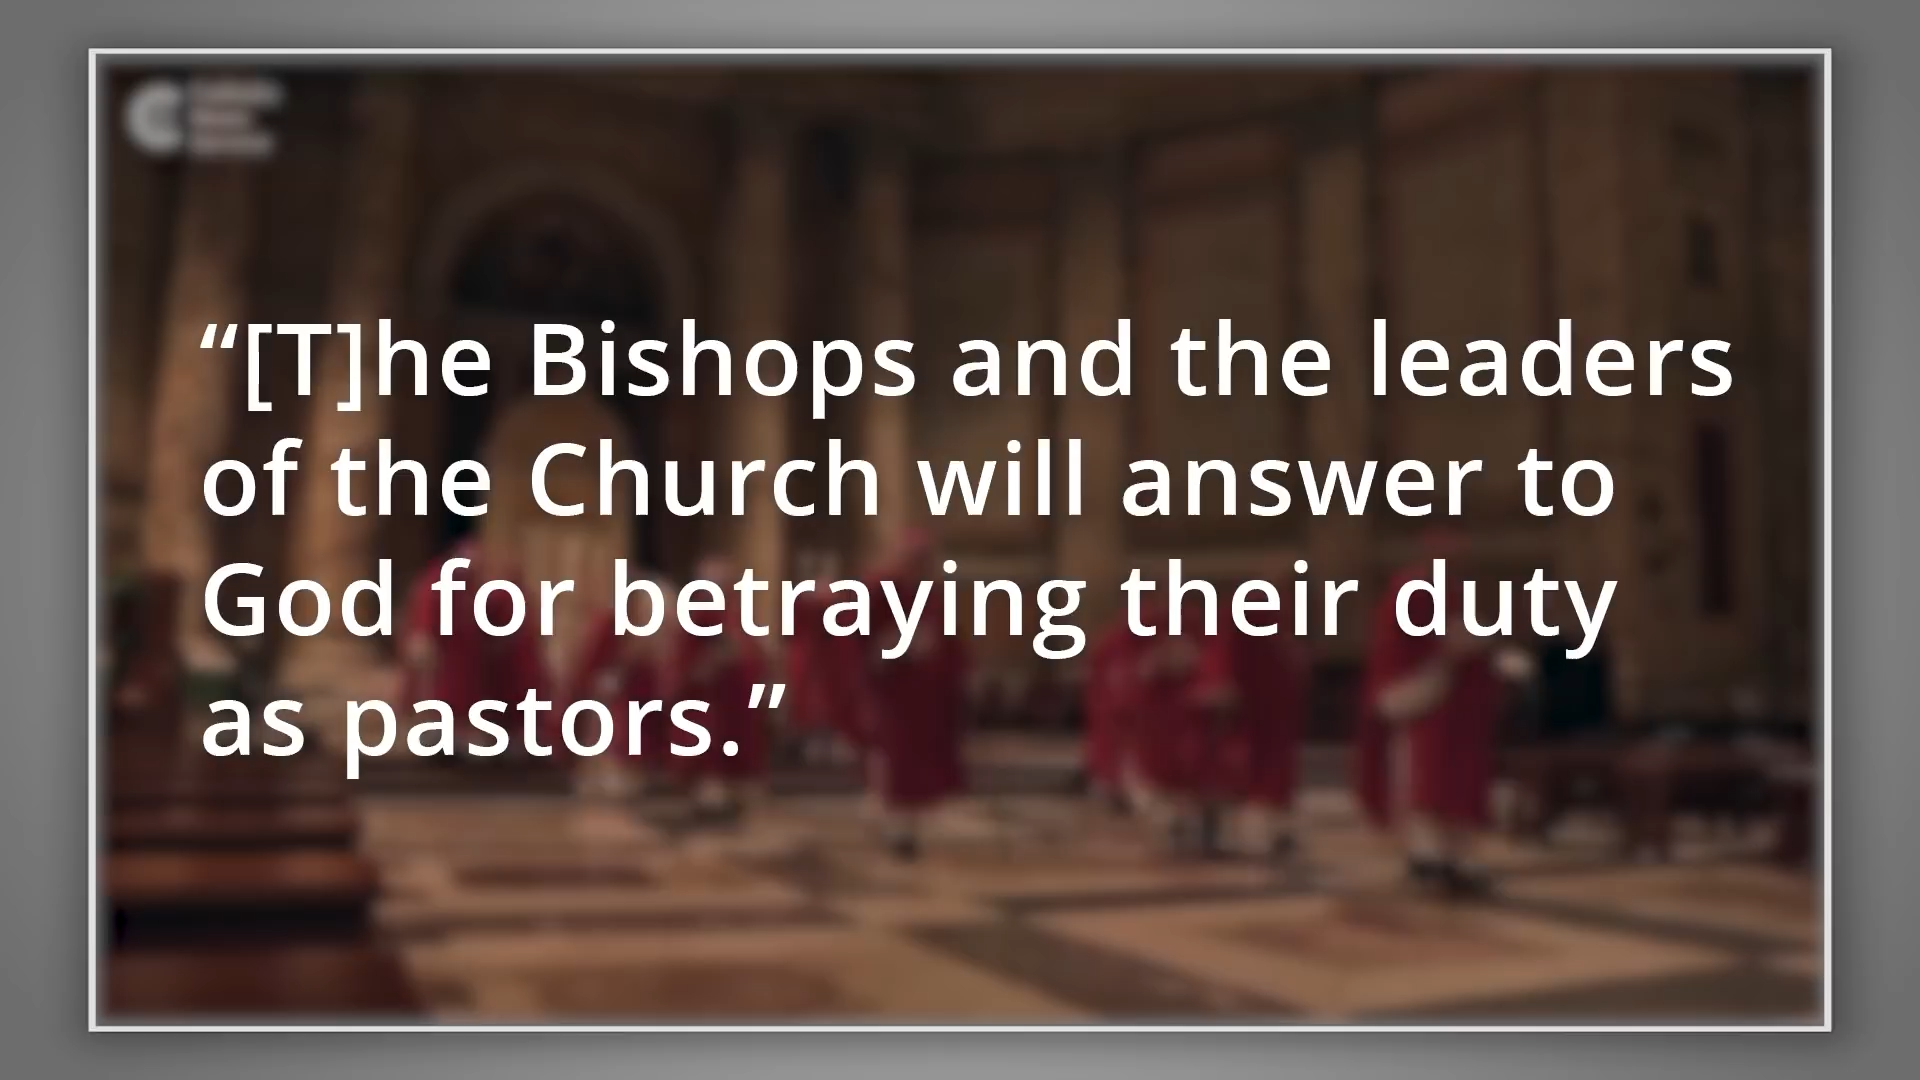 “[T]he Bishops and the leaders
of the Church will answer to
God for betraying their duty
as pastors.”